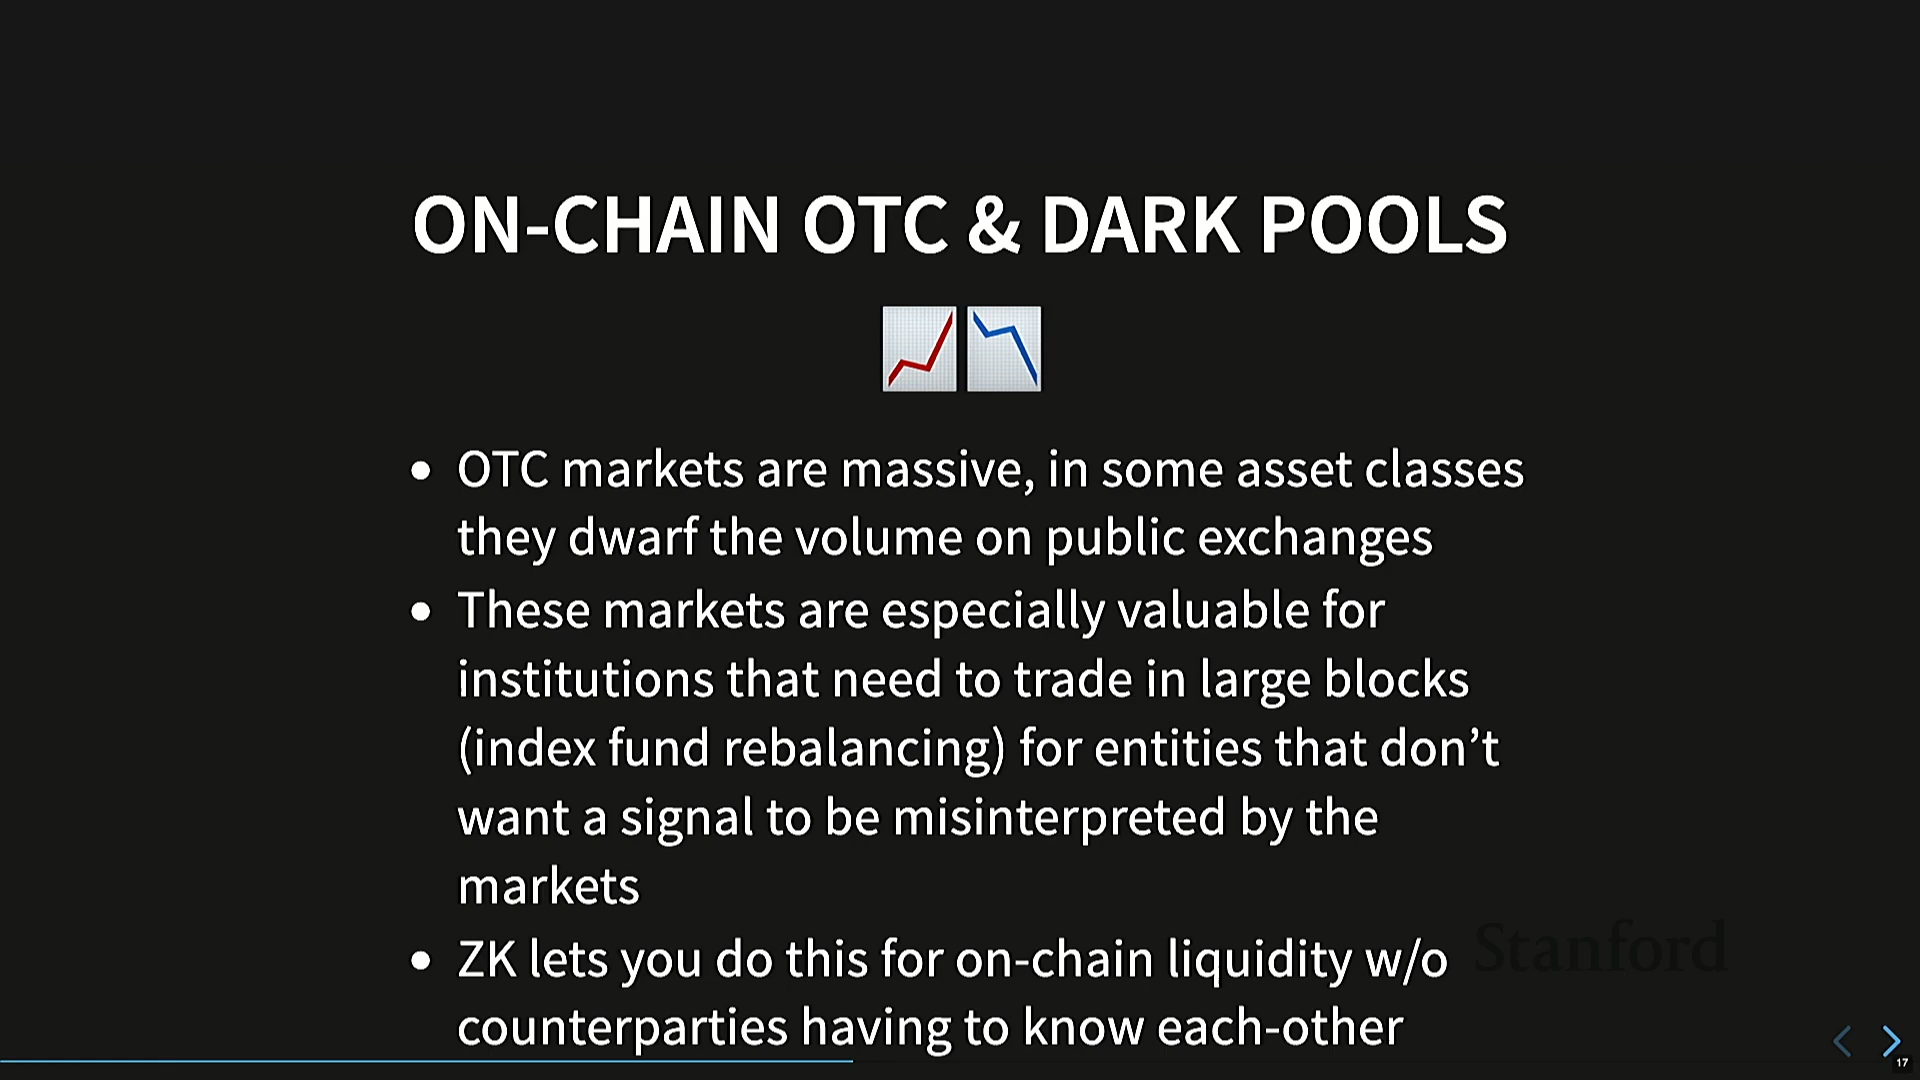 ON-CHAIN OTC & DARK POOLS
• OTC markets are massive, in some asset classes
they dwarf the volume on public exchanges
• These markets are especially valuable for
institutions that need to trade in large blocks
(index fund rebalancing) for entities that don’t
want a signal to be misinterpreted by the
markets
• ZK lets you do this for on-chain liquidity w/o
counterparties having to know each-other
Stanford
17